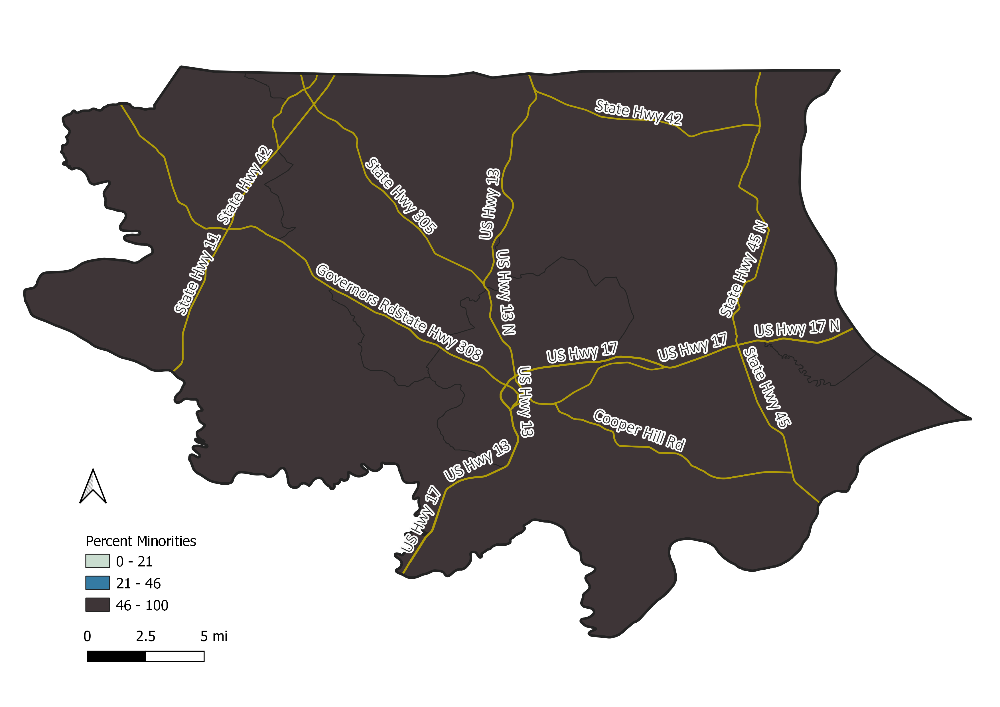 State Hwy 42
State Hwy 42
State Hwy 305
US Hwy 13
State Hwy 11
State Hwy 45 N
US Hwy 13 N
Governors Rd
State Hwy 308
US Hwy 17
US Hwy 17
US Hwy 17 N
US Hwy 13
State Hwy 45
Cooper Hill Rd
US Hwy 13
US Hwy 17
Percent Minorities
0 - 21
21 - 46
46 - 100
0 2.5 5 mi